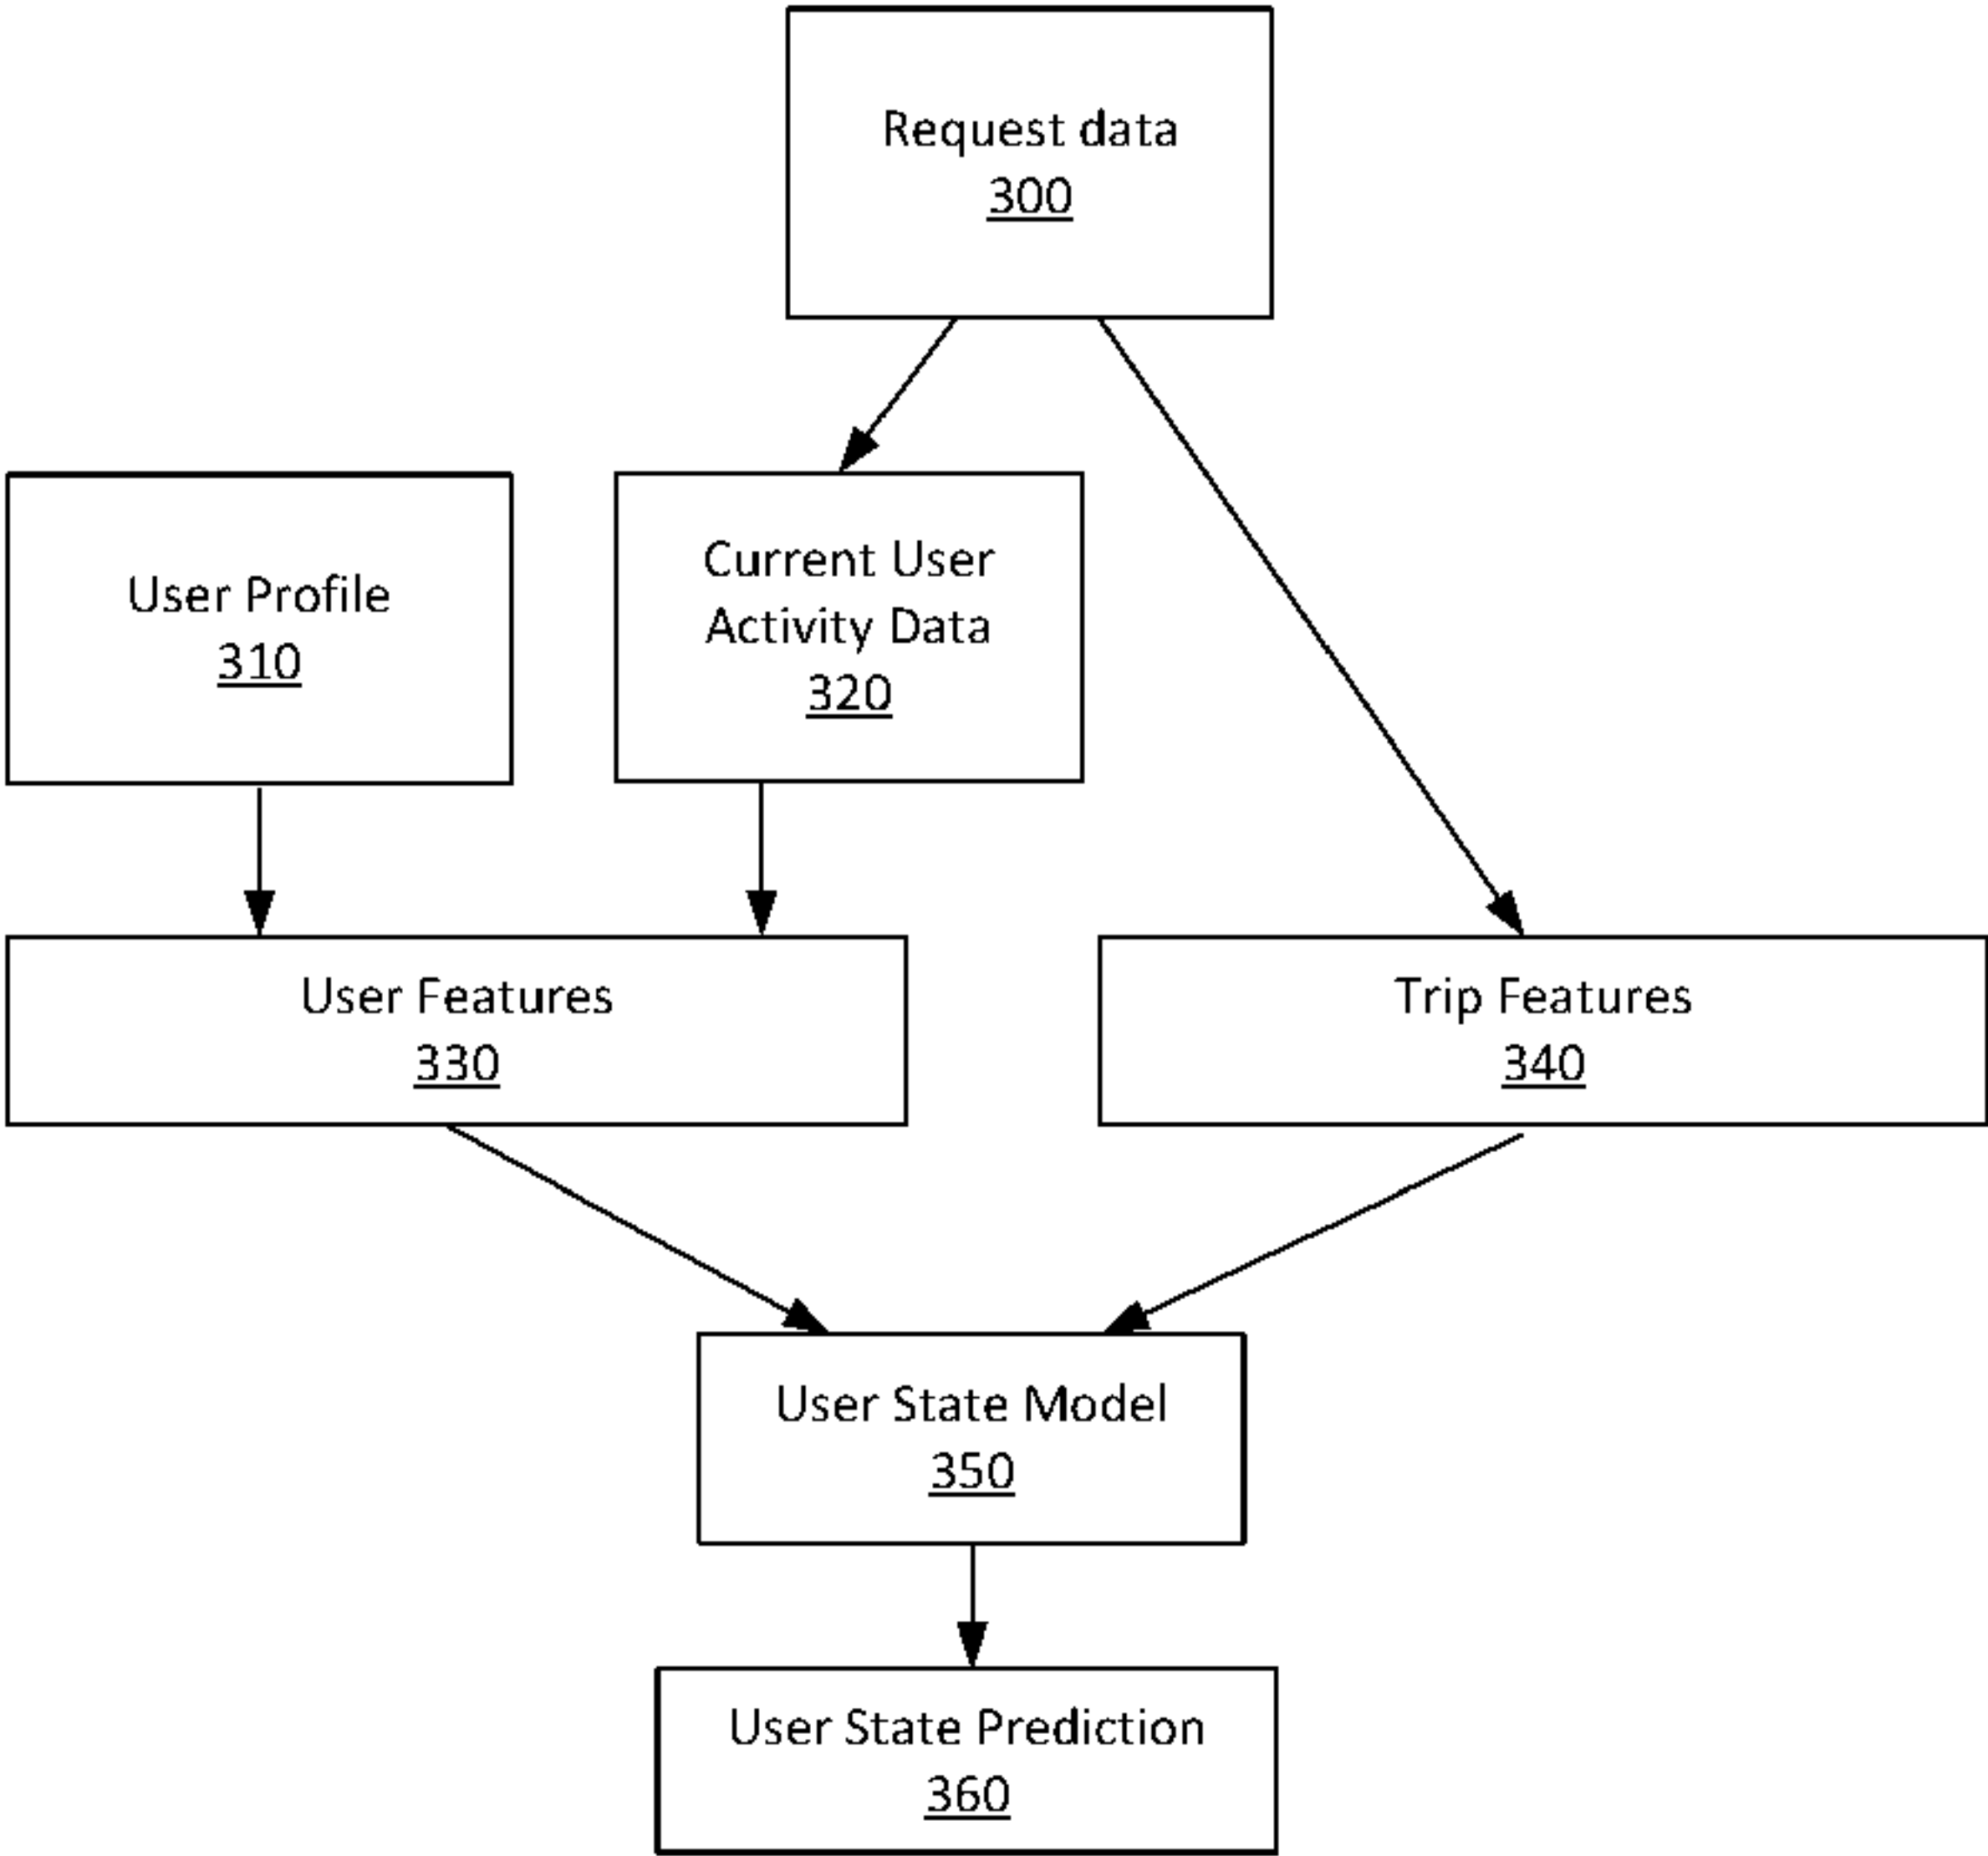 Request data
300
User Profile
310
Current User
Activity Data
320
User Features
330
Trip Features
340
User State Model
350
User State Prediction
360